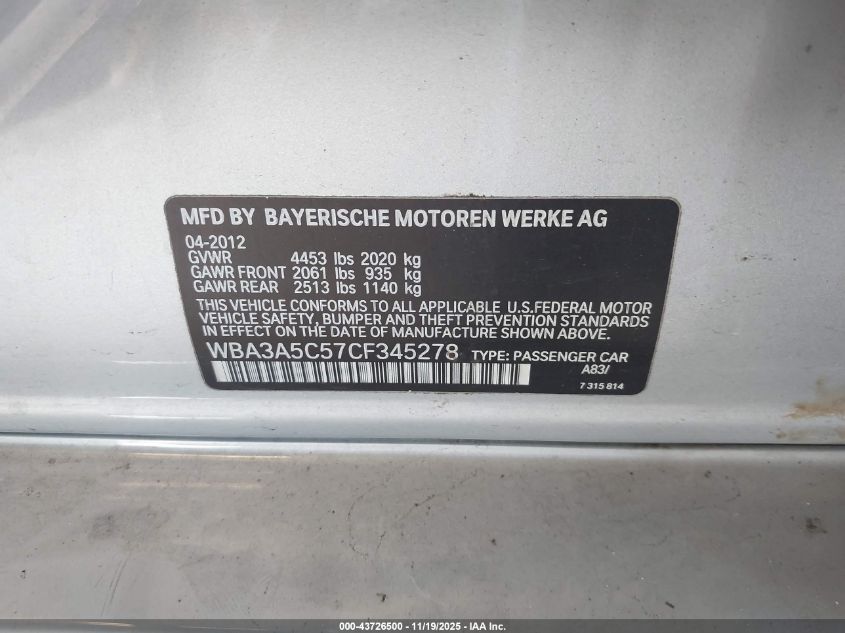 MFD BY BAYERISCHE MOTOREN WERKE AG
04-2012
GVWR 4453 lbs 2020 kg
GAWR FRONT 2061 lbs 935 kg
GAWR REAR 2513 lbs 1140 kg
THIS VEHICLE CONFORMS TO ALL APPLICABLE U.S.FEDERAL MOTOR
VEHICLE SAFETY, BUMPER AND THEFT PREVENTION STANDARDS
IN EFFECT ON THE DATE OF MANUFACTURE SHOWN ABOVE.
WBA3A5C57CF345278 TYPE: PASSENGER CAR
A83/
7 315 814
000-43726500 - 11/19/2025 - IAA Inc.